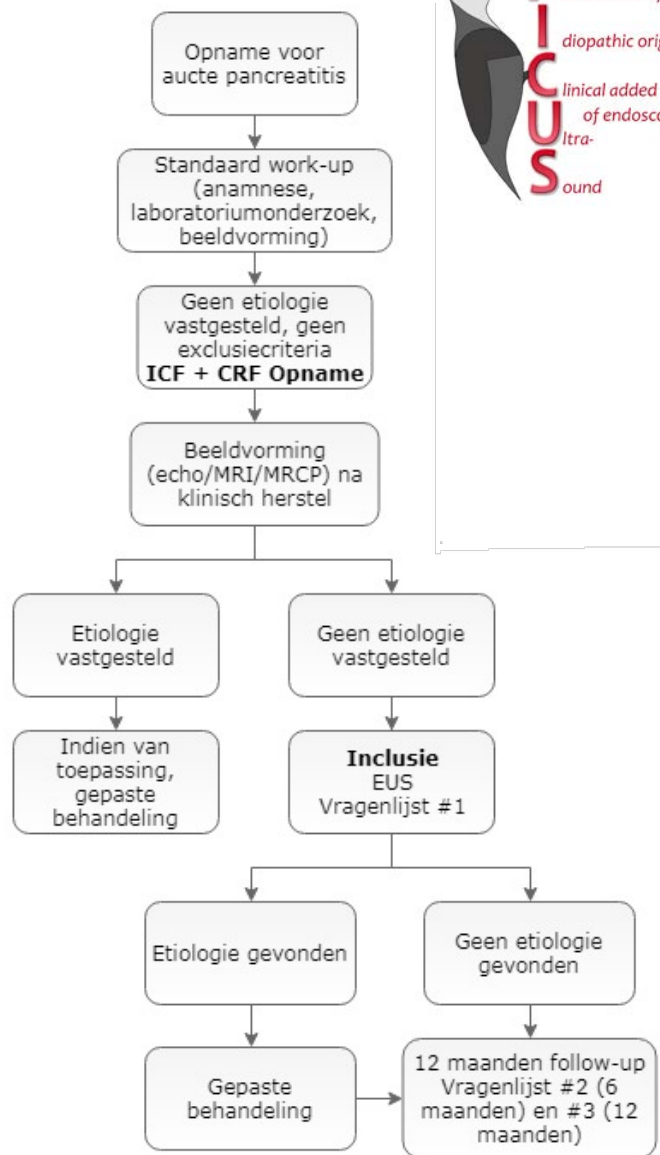 Opname voor
aucte pancreatitis
I diopathic orig
C linical added
of endosco
U ltra-
S ound
Standaard work-up
(anamnese,
laboratoriumonderzoek,
beeldvorming)
Geen etiologie
vastgesteld, geen
exclusiecriteria
ICF + CRF Opname
Beeldvorming
(echo/MRI/MRCP) na
klinisch herstel
Etiologie
vastgesteld
Geen etiologie
vastgesteld
Indien van
toepassing,
gepaste
behandeling
Inclusie
EUS
Vragenlijst #1
Etiologie gevonden
Geen etiologie
gevonden
Gepaste
behandeling
12 maanden follow-up
Vragenlijst #2 (6
maanden) en #3 (12
maanden)